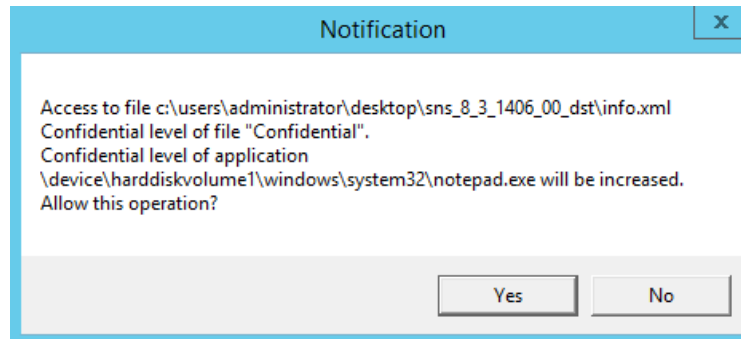 Notification
x
Access to file c:\users\administrator\desktop\sns_8_3_1406_00_dst\info.xml
Confidential level of file "Confidential".
Confidential level of application
\device\harddiskvolume1\windows\system32\notepad.exe will be increased.
Allow this operation?
Yes No